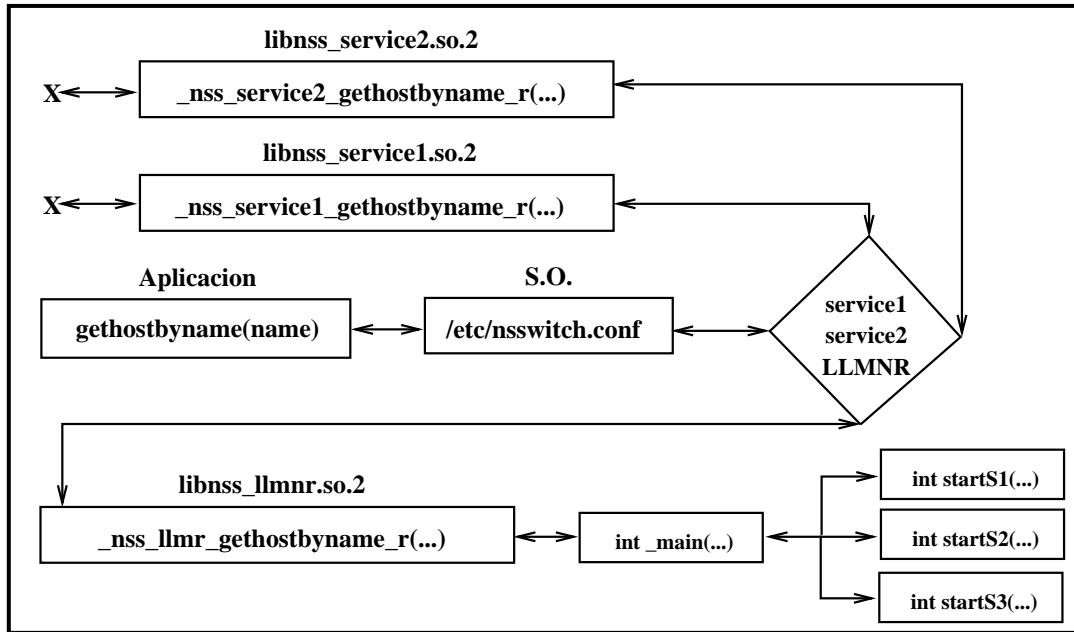 libnss_service2.so.2
X
_nss_service2_gethostbyname_r(...)
libnss_service1.so.2
X
_nss_service1_gethostbyname_r(...)
Aplicacion
S.O.
gethostbyname(name)
/etc/nsswitch.conf
service1
service2
LLMNR
libnss_llmnr.so.2
_nss_llmr_gethostbyname_r(...)
int _main(...)
int startS1(...)
int startS2(...)
int startS3(...)